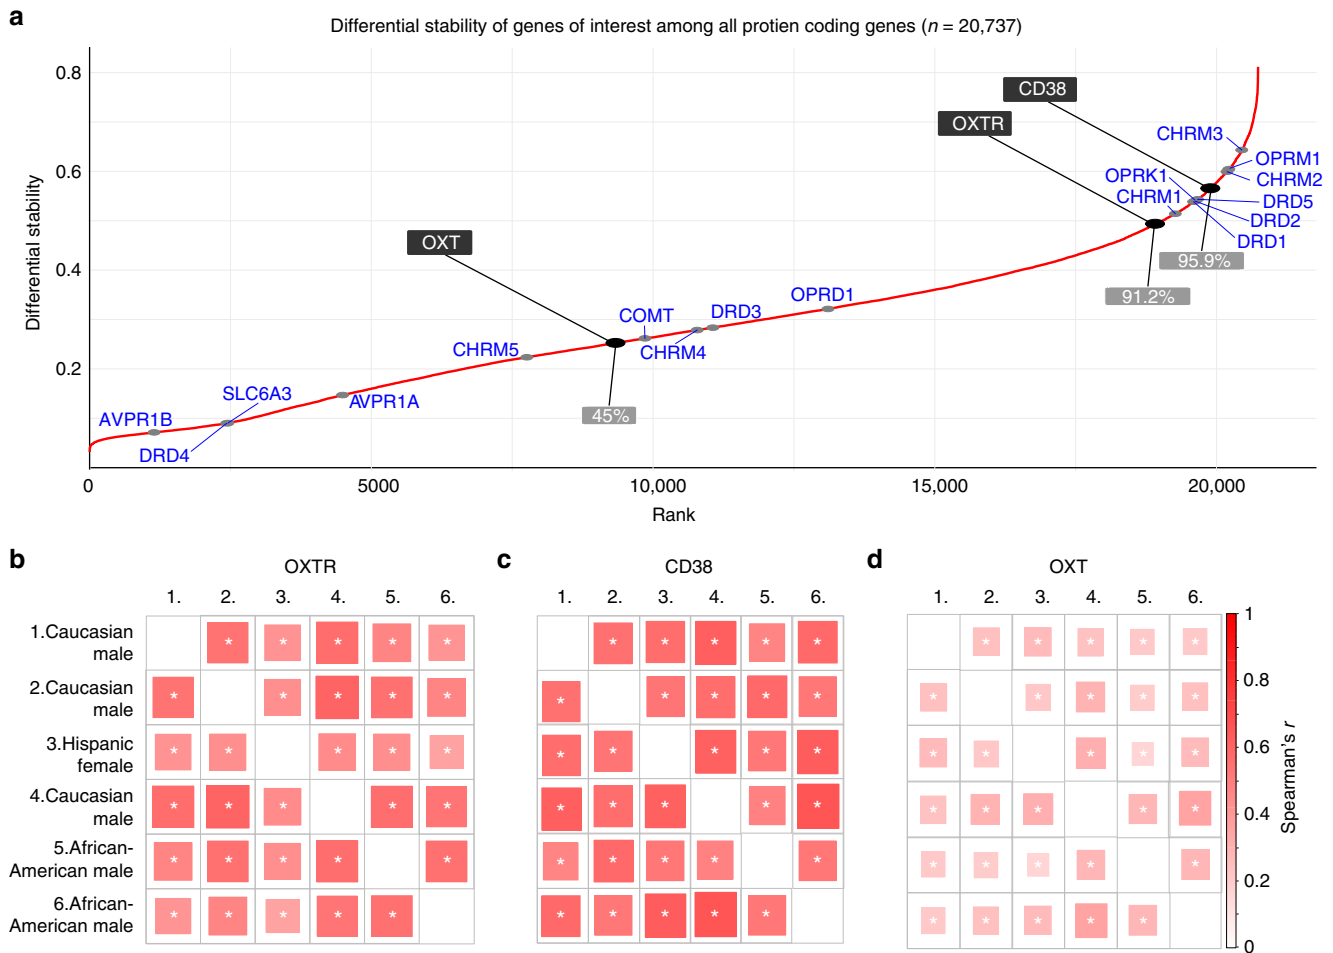 a
Differential stability of genes of interest among all protien coding genes (n = 20,737)
Differential stability
0.8
0.6
0.4
0.2
CD38
OXTR
OXT
CHRM3
OPRM1
OPRK1
CHRM2
CHRM1
DRD5
DRD2
DRD1
95.9%
91.2%
OPRD1
COMT
DRD3
CHRM5
CHRM4
SLC6A3
AVPR1A
AVPR1B
45%
DRD4
0 5000 10,000 15,000 20,000
Rank
b
OXTR
1. 2. 3. 4. 5. 6.
1.Caucasian
male
* * * * *
2.Caucasian
male
* * * * *
3.Hispanic
female
* * * * *
4.Caucasian
male
* * * * *
5.African-
American male
* * * * *
6.African-
American male
* * * * *
c
CD38
1. 2. 3. 4. 5. 6.
* * * * *
* * * * *
* * * * *
* * * * *
* * * * *
* * * * *
d
OXT
1. 2. 3. 4. 5. 6.
* * * * *
* * * * *
* * * * *
* * * * *
* * * * *
* * * * *
1
0.8
0.6
0.4
0.2
0
Spearman's r